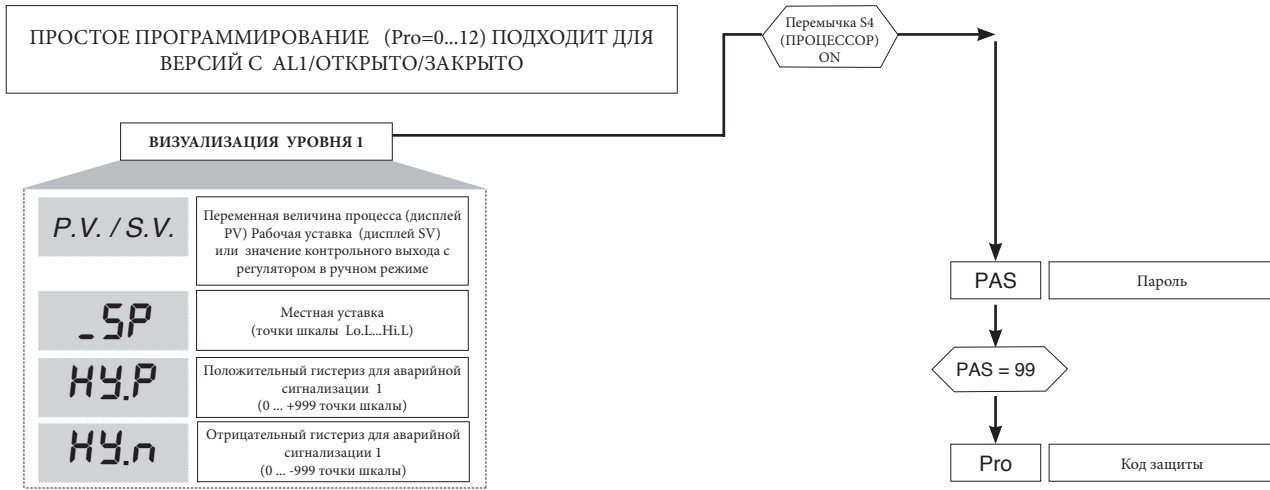 ПРОСТОЕ ПРОГРАММИРОВАНИЕ (Pro=0...12) ПОДХОДИТ ДЛЯ
ВЕРСИЙ С AL1/ОТКРЫТО/ЗАКРЫТО
Перемычка S4
(ПРОЦЕССОР)
ON
ВИЗУАЛИЗАЦИЯ УРОВНЯ 1
P.V. / S.V.
Переменная величина процесса (дисплей
PV) Рабочая уставка (дисплей SV)
или значение контрольного выхода с
регулятором в ручном режиме
_SP
Местная уставка
(точки шкалы Lo.L...Hi.L)
HY.P
Положительный гистериз для аварийной
сигнализации 1
(0 ... +999 точки шкалы)
HY.n
Отрицательный гистериз для аварийной
сигнализации 1
(0 ... -999 точки шкалы)
PAS
Пароль
PAS = 99
Pro
Код защиты